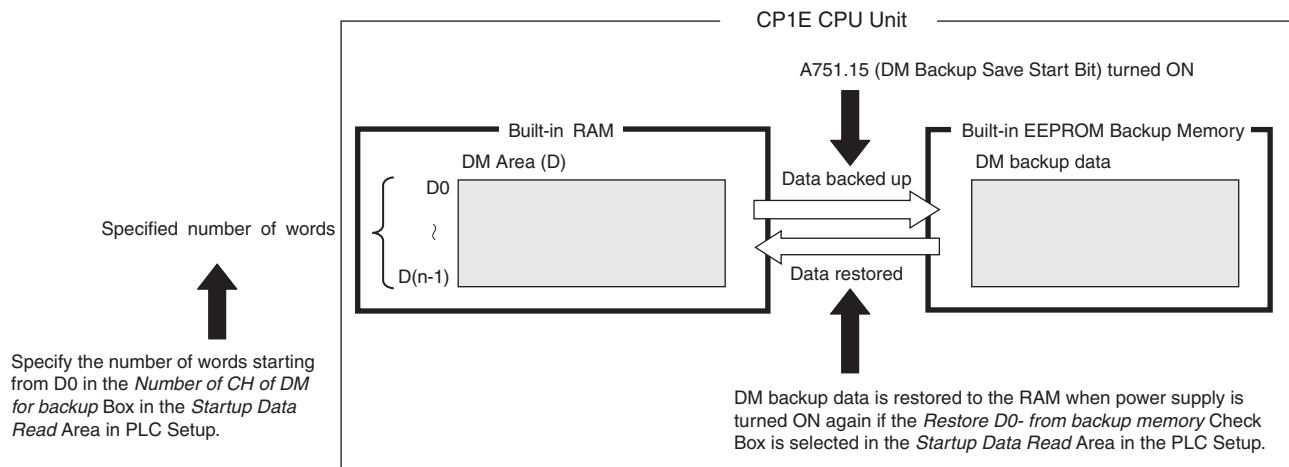 CP1E CPU Unit
A751.15 (DM Backup Save Start Bit) turned ON
Built-in RAM
Built-in EEPROM Backup Memory
DM Area (D)
Data backed up
DM backup data
D0
Specified number of words
~
D(n-1)
Data restored
Specify the number of words starting
from D0 in the Number of CH of DM
for backup Box in the Startup Data
Read Area in PLC Setup.
DM backup data is restored to the RAM when power supply is
turned ON again if the Restore D0- from backup memory Check
Box is selected in the Startup Data Read Area in the PLC Setup.